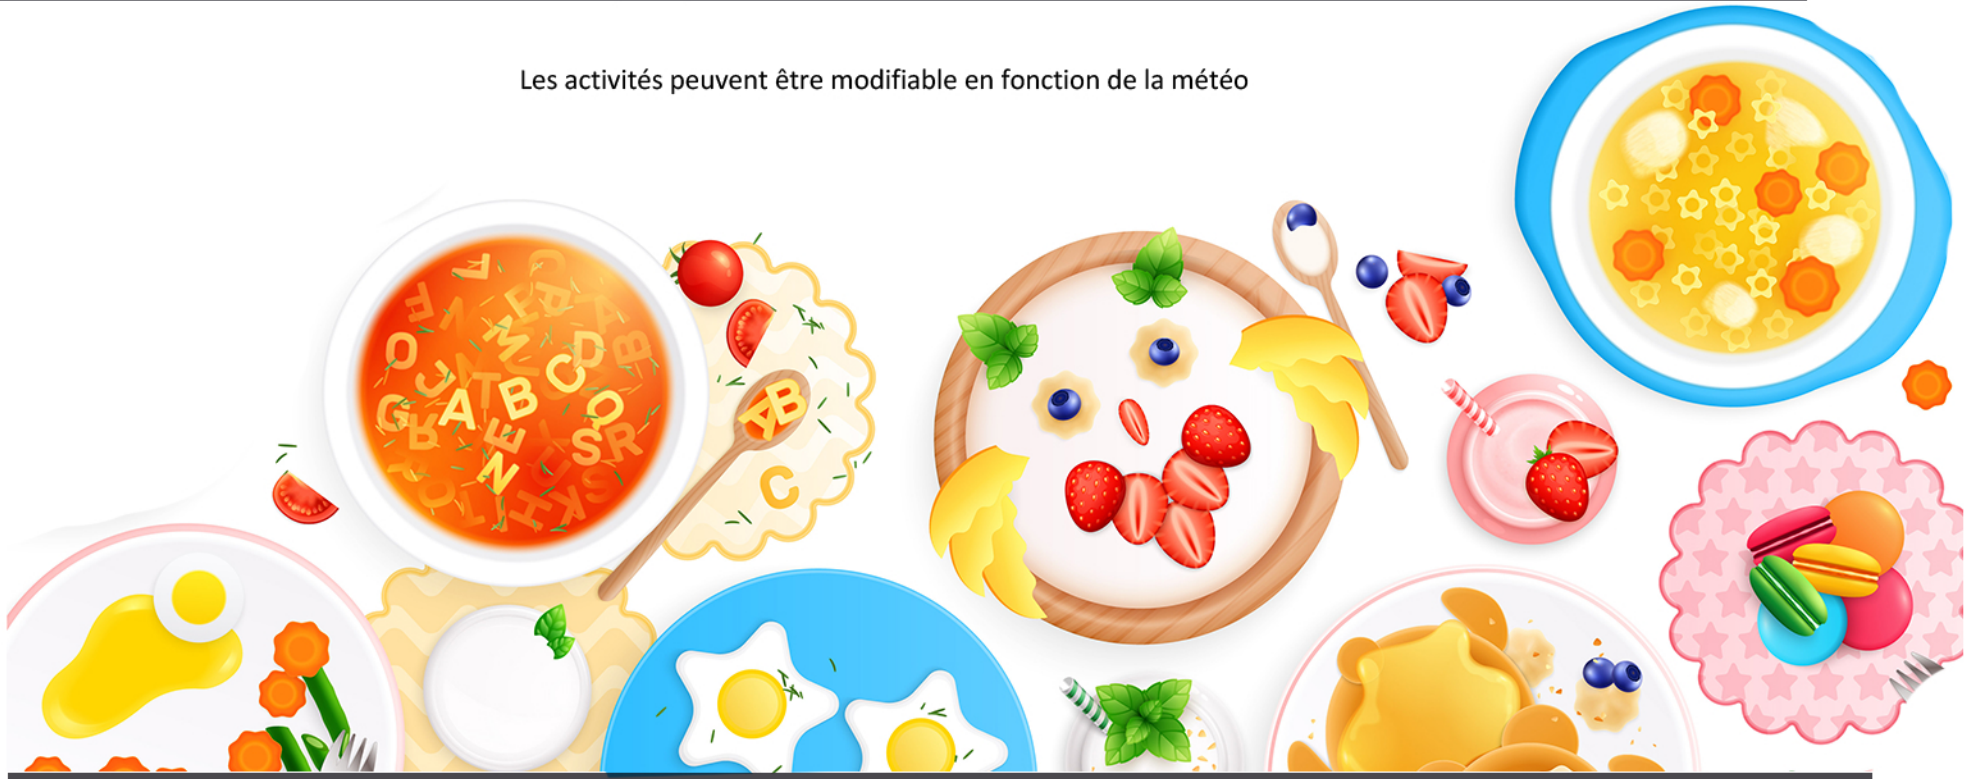 Les activités peuvent être modifiable en fonction de la météo
A B C
A B
C